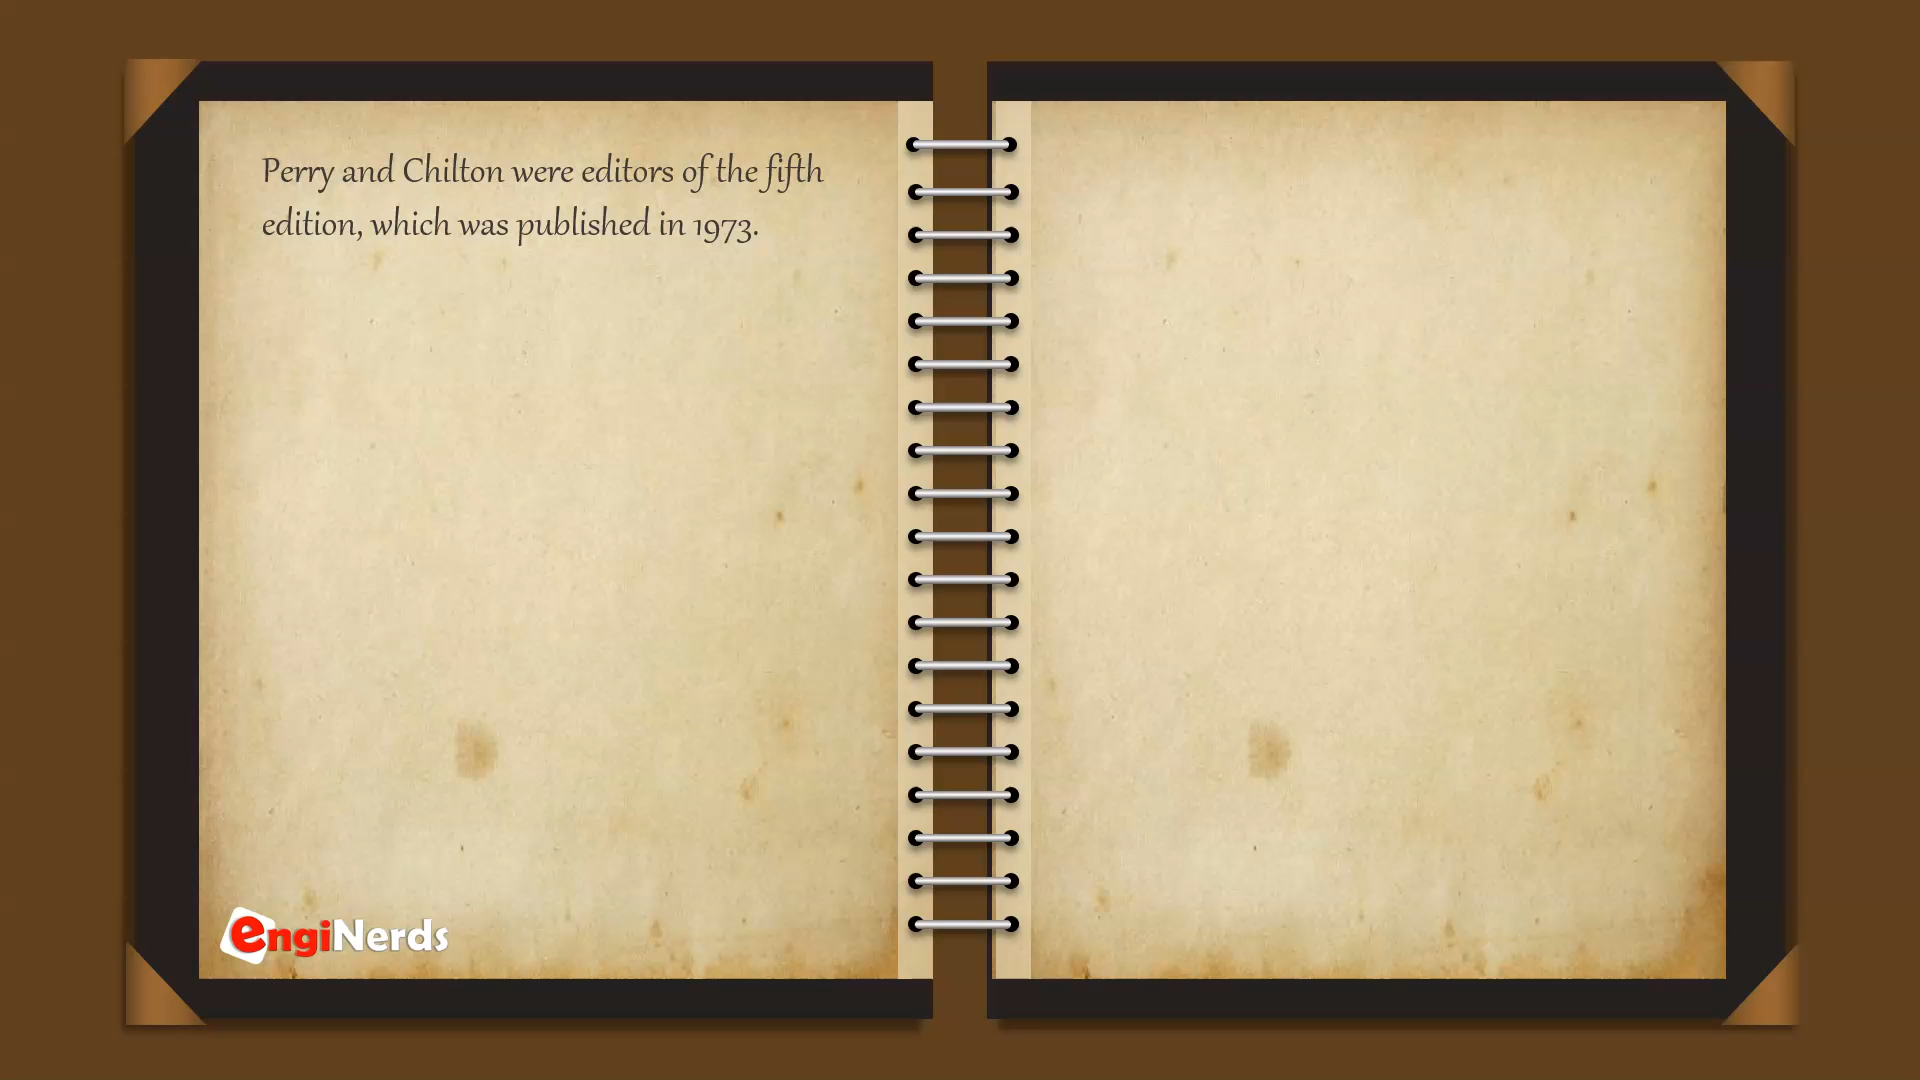 Perry and Chilton were editors of the fifth
edition, which was published in 1973.
engiNerds